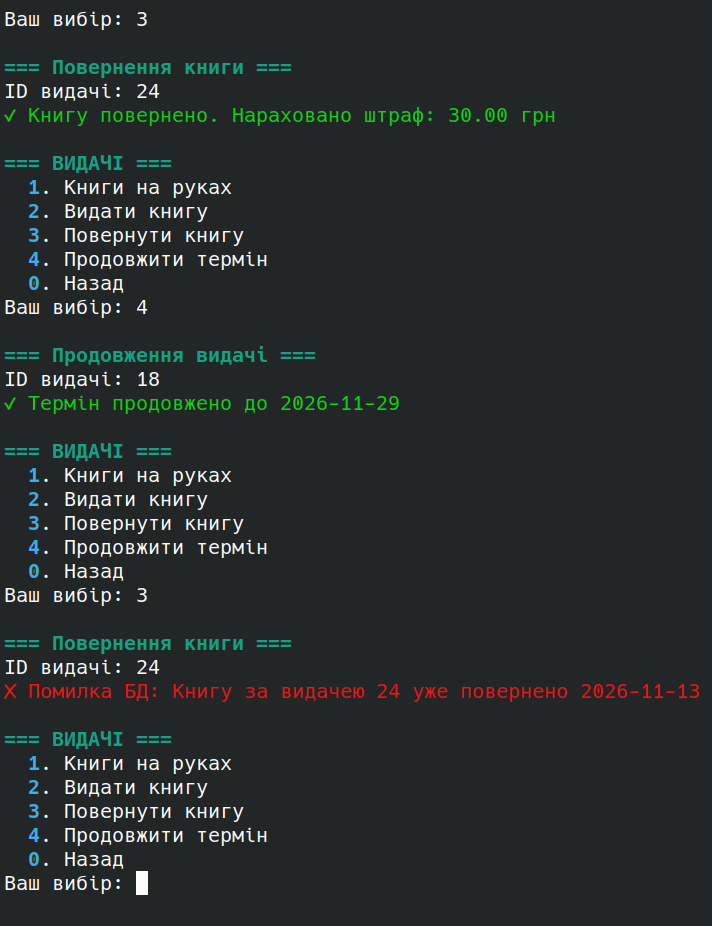 Ваш вибір: 3
=== Повернення книги ===
ID видачі: 24
✓ Книгу повернено. Нараховано штраф: 30.00 грн
=== ВИДАЧІ ===
1. Книги на руках
2. Видати книгу
3. Повернути книгу
4. Продовжити термін
0. Назад
Ваш вибір: 4
=== Продовження видачі ===
ID видачі: 18
✓ Термін продовжено до 2026-11-29
=== ВИДАЧІ ===
1. Книги на руках
2. Видати книгу
3. Повернути книгу
4. Продовжити термін
0. Назад
Ваш вибір: 3
=== Повернення книги ===
ID видачі: 24
✗ Помилка БД: Книгу за видачею 24 уже повернено 2026-11-13
=== ВИДАЧІ ===
1. Книги на руках
2. Видати книгу
3. Повернути книгу
4. Продовжити термін
0. Назад
Ваш вибір: